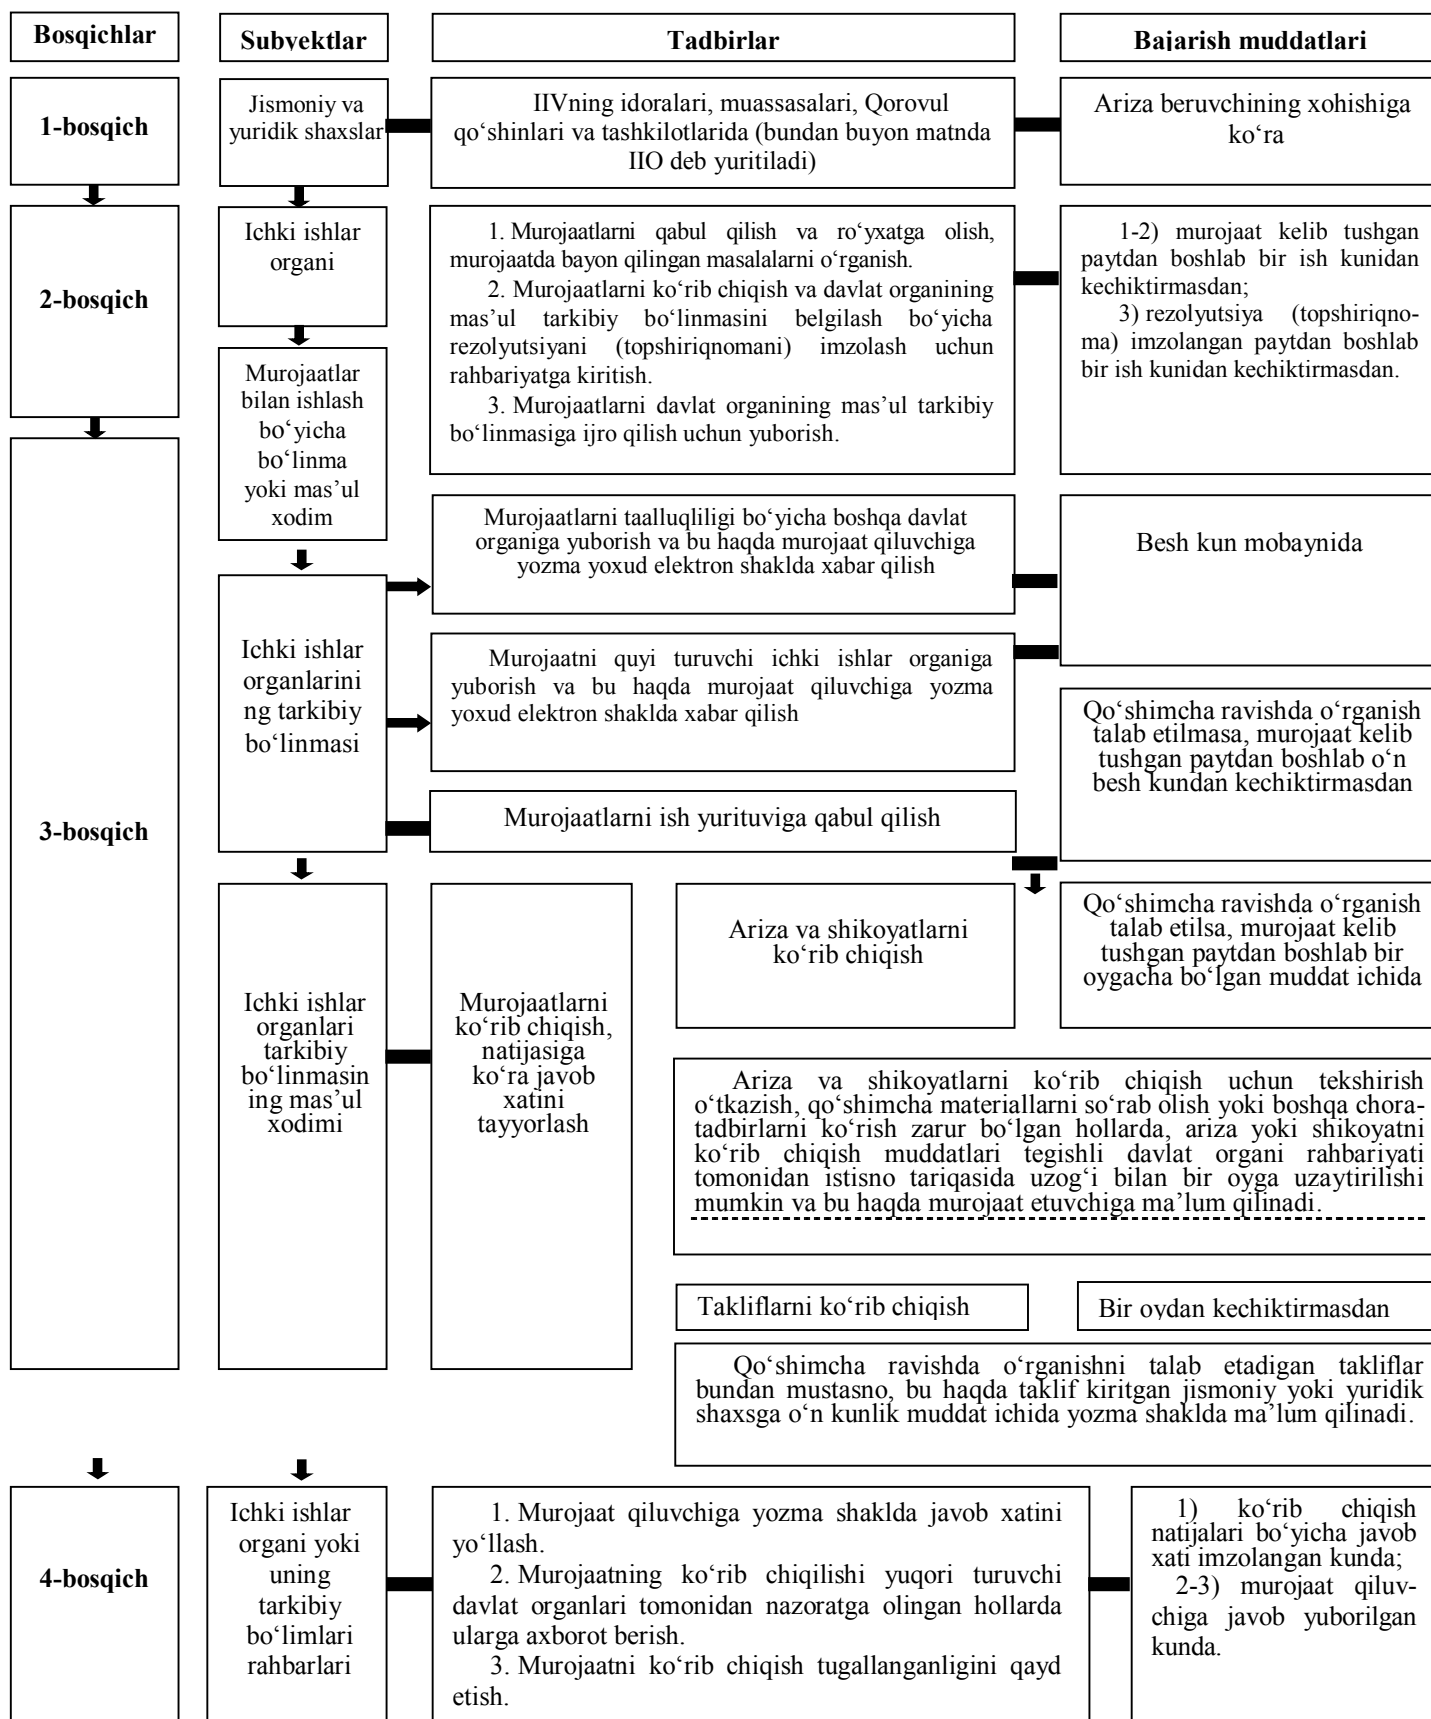 Bosqichlar
Subyektlar
Tadbirlar
Bajarish muddatlari
1-bosqich
Jismoniy va
yuridik shaxslar
IIVning idoralari, muassasalari, Qorovul
qo‘shinlari va tashkilotlarida (bundan buyon matnda
IIO deb yuritiladi)
Ariza beruvchining xohishiga
ko‘ra
2-bosqich
Ichki ishlar
organi
Murojaatlar
bilan ishlash
bo‘yicha
bo‘linma
yoki mas’ul
xodim
1. Murojaatlarni qabul qilish va ro‘yxatga olish,
murojaatda bayon qilingan masalalarni o‘rganish.
2. Murojaatlarni ko‘rib chiqish va davlat organining
mas’ul tarkibiy bo‘linmasini belgilash bo‘yicha
rezolyutsiyani (topshiriqnomani) imzolash uchun
rahbariyatga kiritish.
3. Murojaatlarni davlat organining mas’ul tarkibiy
bo‘linmasiga ijro qilish uchun yuborish.
1-2) murojaat kelib tushgan
paytdan boshlab bir ish kunidan
kechiktirmasdan;
3) rezolyutsiya (topshiriqno-
ma) imzolangan paytdan boshlab
bir ish kunidan kechiktirmasdan.
3-bosqich
Ichki ishlar
organlarini
ng tarkibiy
bo‘linmasi
Murojaatlarni taalluqliligi bo‘yicha boshqa davlat
organiga yuborish va bu haqda murojaat qiluvchiga
yozma yoxud elektron shaklda xabar qilish
Besh kun mobaynida
Murojaatni quyi turuvchi ichki ishlar organiga
yuborish va bu haqda murojaat qiluvchiga yozma
yoxud elektron shaklda xabar qilish
Murojaatlarni ish yurituviga qabul qilish
Qo‘shimcha ravishda o‘rganish
talab etilmasa, murojaat kelib
tushgan paytdan boshlab o‘n
besh kundan kechiktirmasdan
Ichki ishlar
organlari
tarkibiy
bo‘linmasin
ing mas’ul
xodimi
Murojaatlarni
ko‘rib chiqish,
natijasiga
ko‘ra javob
xatini
tayyorlash
Ariza va shikoyatlarni
ko‘rib chiqish
Qo‘shimcha ravishda o‘rganish
talab etilsa, murojaat kelib
tushgan paytdan boshlab bir
oygacha bo‘lgan muddat ichida
Ariza va shikoyatlarni ko‘rib chiqish uchun tekshirish
o‘tkazish, qo‘shimcha materiallarni so‘rab olish yoki boshqa chora-
tadbirlarni ko‘rish zarur bo‘lgan hollarda, ariza yoki shikoyatni
ko‘rib chiqish muddatlari tegishli davlat organi rahbariyati
tomonidan istisno tariqasida uzog‘i bilan bir oyga uzaytirilishi
mumkin va bu haqda murojaat etuvchiga ma’lum qilinadi.
Takliflarni ko‘rib chiqish
Bir oydan kechiktirmasdan
Qo‘shimcha ravishda o‘rganishni talab etadigan takliflar
bundan mustasno, bu haqda taklif kiritgan jismoniy yoki yuridik
shaxsga o‘n kunlik muddat ichida yozma shaklda ma’lum qilinadi.
4-bosqich
Ichki ishlar
organi yoki
uning
tarkibiy
bo‘limlari
rahbarlari
1. Murojaat qiluvchiga yozma shaklda javob xatini
yo‘llash.
2. Murojaatning ko‘rib chiqilishi yuqori turuvchi
davlat organlari tomonidan nazoratga olingan hollarda
ularga axborot berish.
3. Murojaatni ko‘rib chiqish tugallanganligini qayd
etish.
1) ko‘rib chiqish
natijalari bo‘yicha javob
xati imzolangan kunda;
2-3) murojaat qiluv-
chiga javob yuborilgan
kunda.